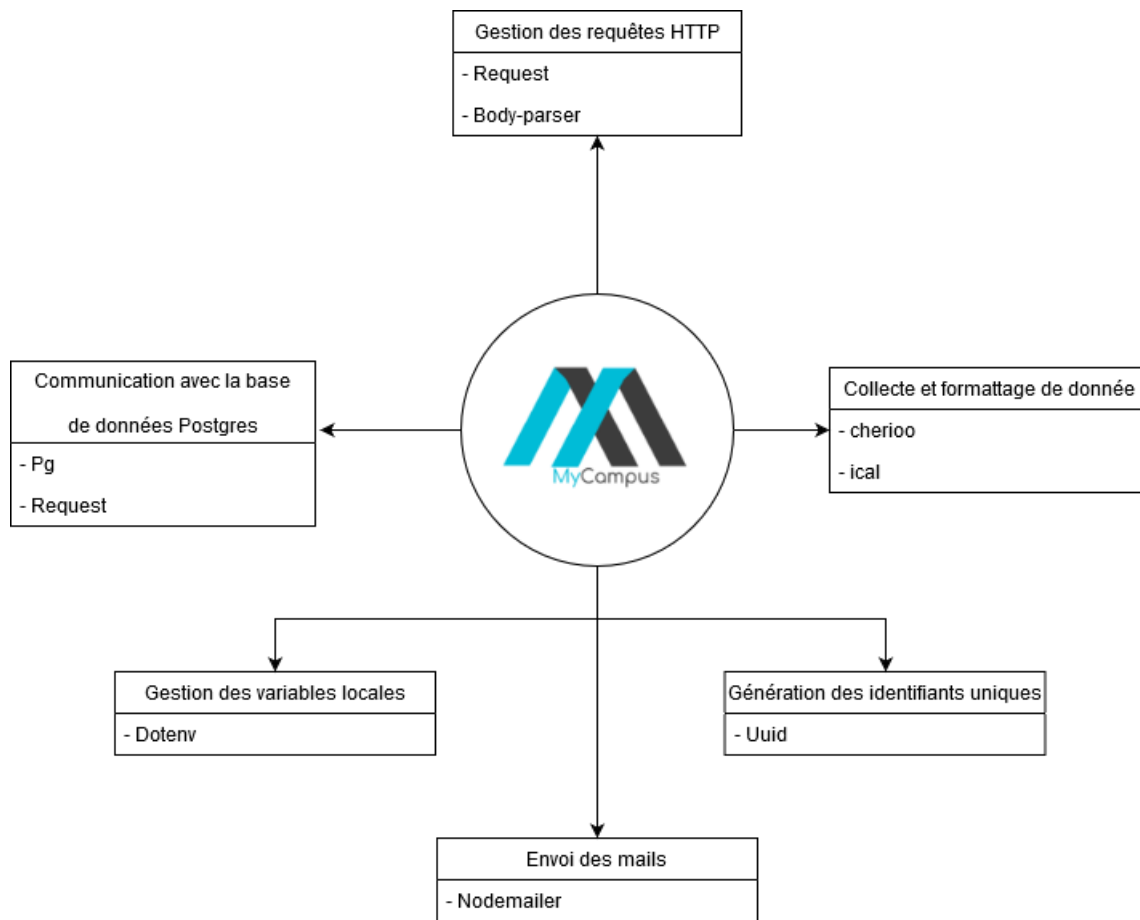 Gestion des requêtes HTTP
- Request
- Body-parser
Communication avec la base
de données Postgres
- Pg
- Request
MyCampus
Collecte et formattage de donnée
- cherioo
- ical
Gestion des variables locales
- Dotenv
Génération des identifiants uniques
- Uuid
Envoi des mails
- Nodemailer